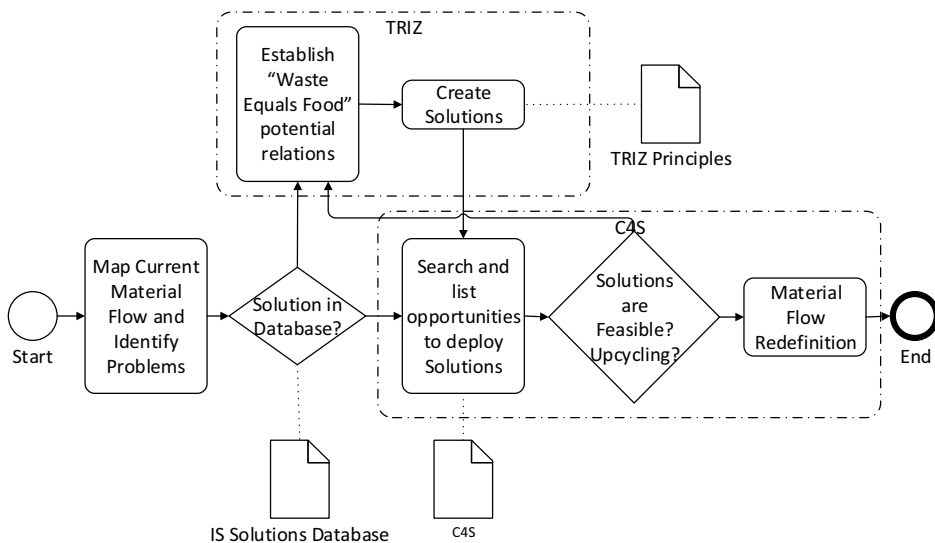 TRIZ
Establish
“Waste
Equals Food”
potential
relations
Create
Solutions
TRIZ Principles
C4S
Start
Map Current
Material
Flow and
Identify
Problems
Solution in
Database?
Search and
list
opportunities
to deploy
Solutions
Solutions
are
Feasible?
Upcycling?
Material
Flow
Redefinition
End
IS Solutions Database
C4S